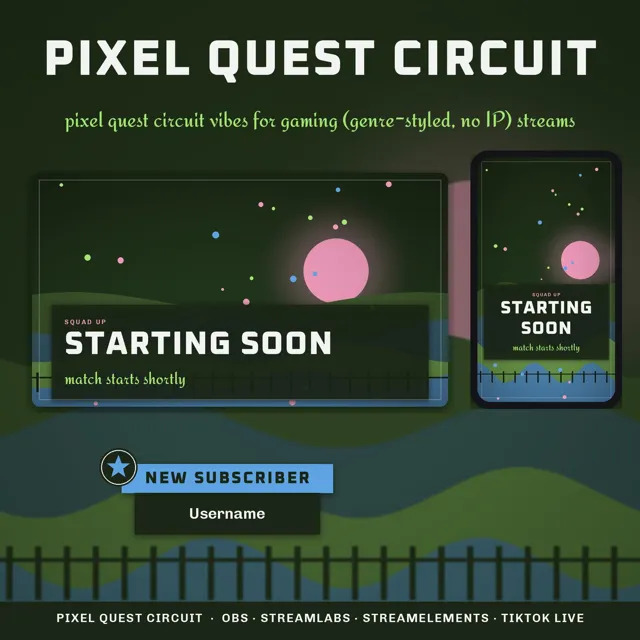 PIXEL QUEST CIRCUIT
pixel quest circuit vibes for gaming (genre-styled, no IP) streams
SQUAD UP
STARTING SOON
match starts shortly
SQUAD UP
STARTING
SOON
match starts shortly
NEW SUBSCRIBER
Username
PIXEL QUEST CIRCUIT · OBS · STREAMLABS · STREAMELEMENTS · TIKTOK LIVE